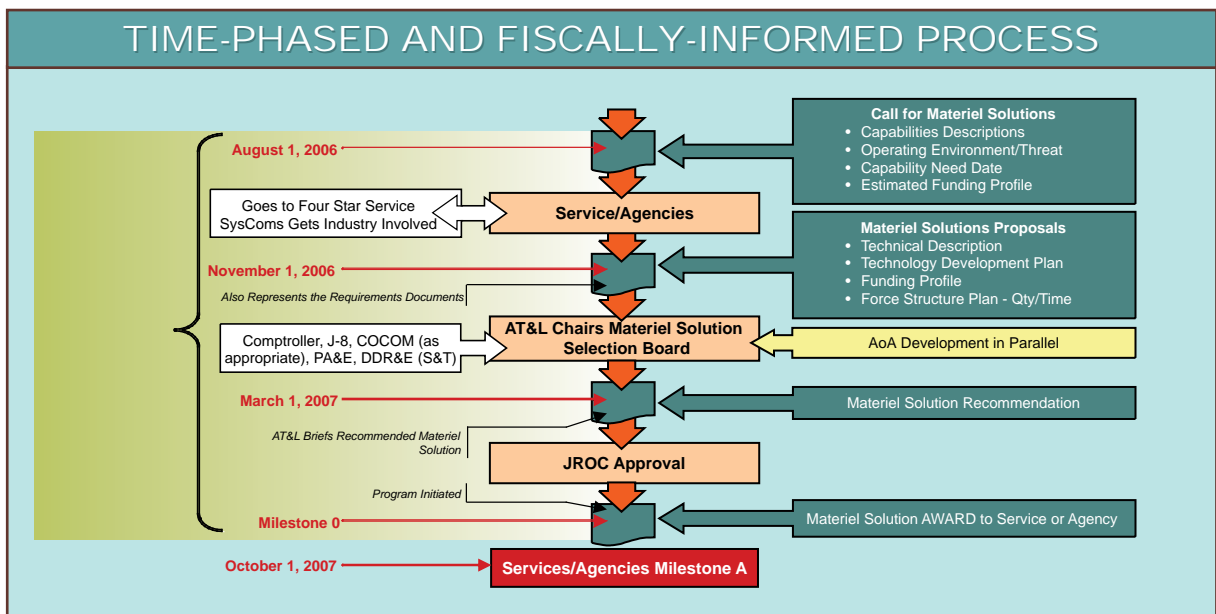 TIME-PHASED AND FISCALLY-INFORMED PROCESS
Call for Materiel Solutions
• Capabilities Descriptions
• Operating Environment/Threat
• Capability Need Date
• Estimated Funding Profile
August 1, 2006
Goes to Four Star Service
SysComs Gets Industry Involved
Service/Agencies
Materiel Solutions Proposals
• Technical Description
• Technology Development Plan
• Funding Profile
• Force Structure Plan - Qty/Time
November 1, 2006
Also Represents the Requirements Documents
Comptroller, J-8, COCOM (as
appropriate), PA&E, DDR&E (S&T)
AT&L Chairs Materiel Solution
Selection Board
AoA Development in Parallel
March 1, 2007
Materiel Solution Recommendation
AT&L Briefs Recommended Materiel
Solution
JROC Approval
Program Initiated
Milestone 0
Materiel Solution AWARD to Service or Agency
October 1, 2007
Services/Agencies Milestone A